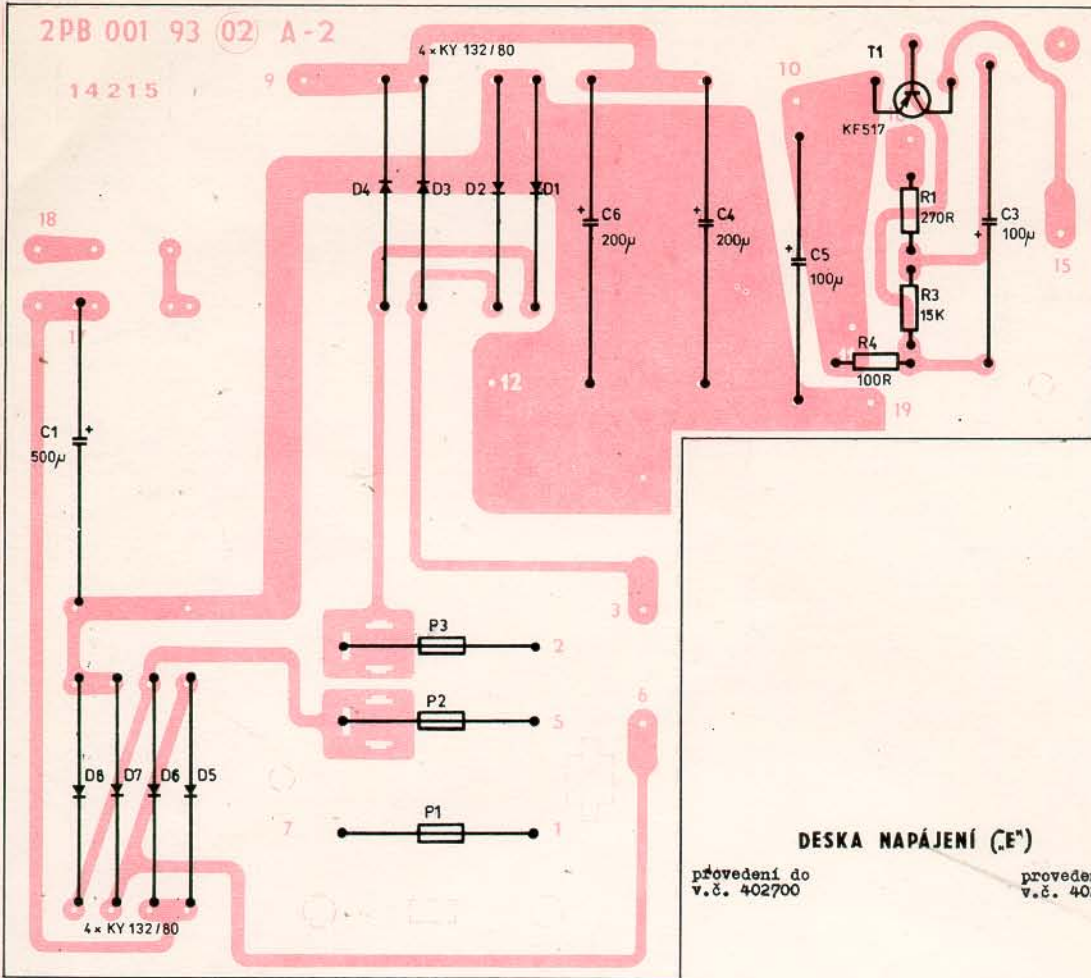 2PB 001 93 02 A-2
14215
4 × KY 132/80
9
10
T1
KF517
16
D4
D3
D2
D1
C6
200µ
C4
200µ
C5
100µ
R1
270R
C3
100µ
R3
15K
15
18
17
12
R4
100R
19
C1
500µ
3
P3
2
P2
5
6
D8
D7
D6
D5
P1
7
1
4 × KY 132/80
DESKA NAPÁJENÍ („E")
provedení do
v.č. 402700